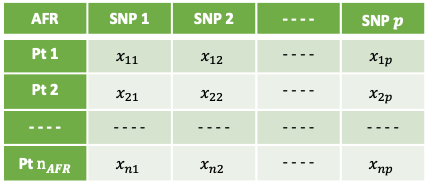 AFR SNP 1 SNP 2 ---- SNP p
Pt 1 x₁₁ x₁₂ ---- x₁ₚ
Pt 2 x₂₁ x₂₂ ---- x₂ₚ
---- ---- ---- ---- ----
Pt n_AFR xₙ₁ xₙ₂ ---- xₙₚ